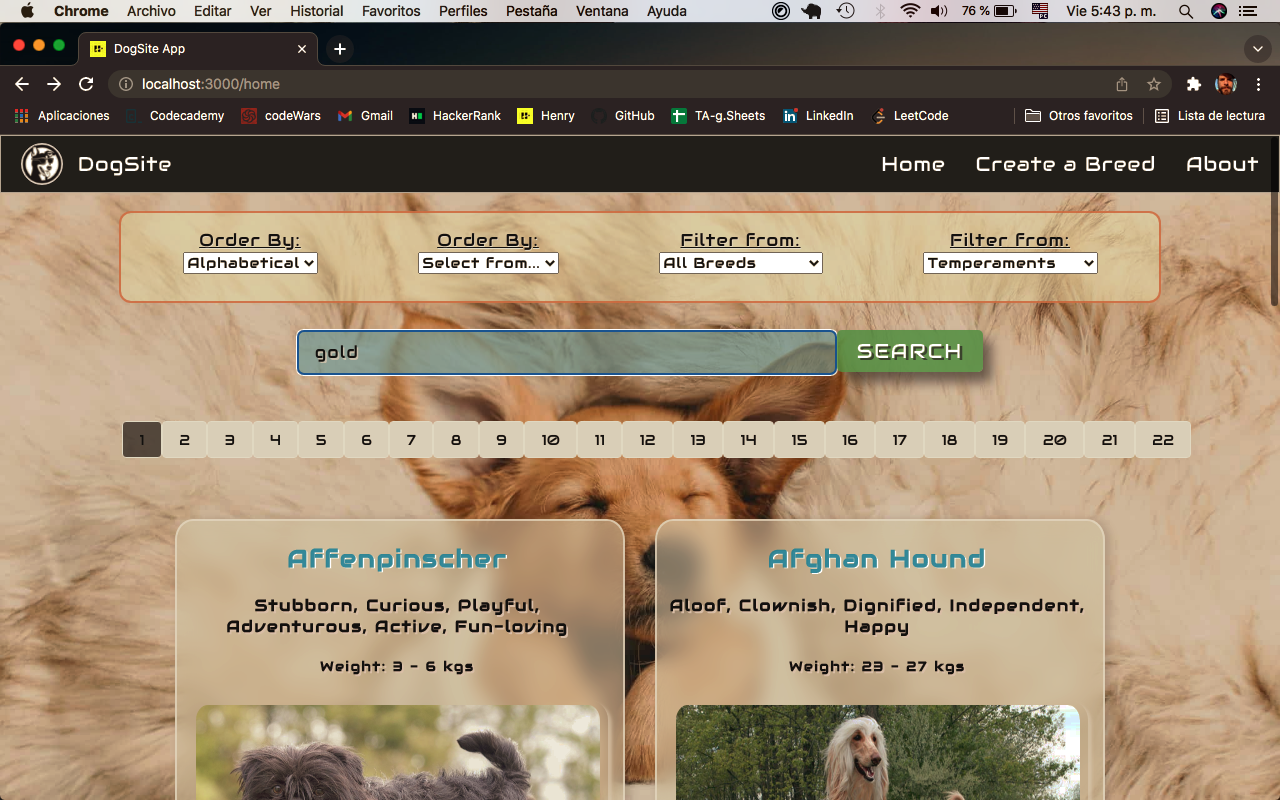 Chrome Archivo Editar Ver Historial Favoritos Perfiles Pestaña Ventana Ayuda 76 % Vie 5:43 p. m.
DogSite App
localhost:3000/home
Aplicaciones Codecademy codeWars Gmail HackerRank Henry GitHub TA-g.Sheets LinkedIn LeetCode Otros favoritos Lista de lectura
DogSite Home Create a Breed About
Order By: Order By: Filter from: Filter from:
Alphabetical Select from... All Breeds Temperaments
gold SEARCH
1 2 3 4 5 6 7 8 9 10 11 12 13 14 15 16 17 18 19 20 21 22
Affenpinscher
Stubborn, Curious, Playful,
Adventurous, Active, Fun-loving
Weight: 3 - 6 kgs
Afghan Hound
Aloof, Clownish, Dignified, Independent,
Happy
Weight: 23 - 27 kgs